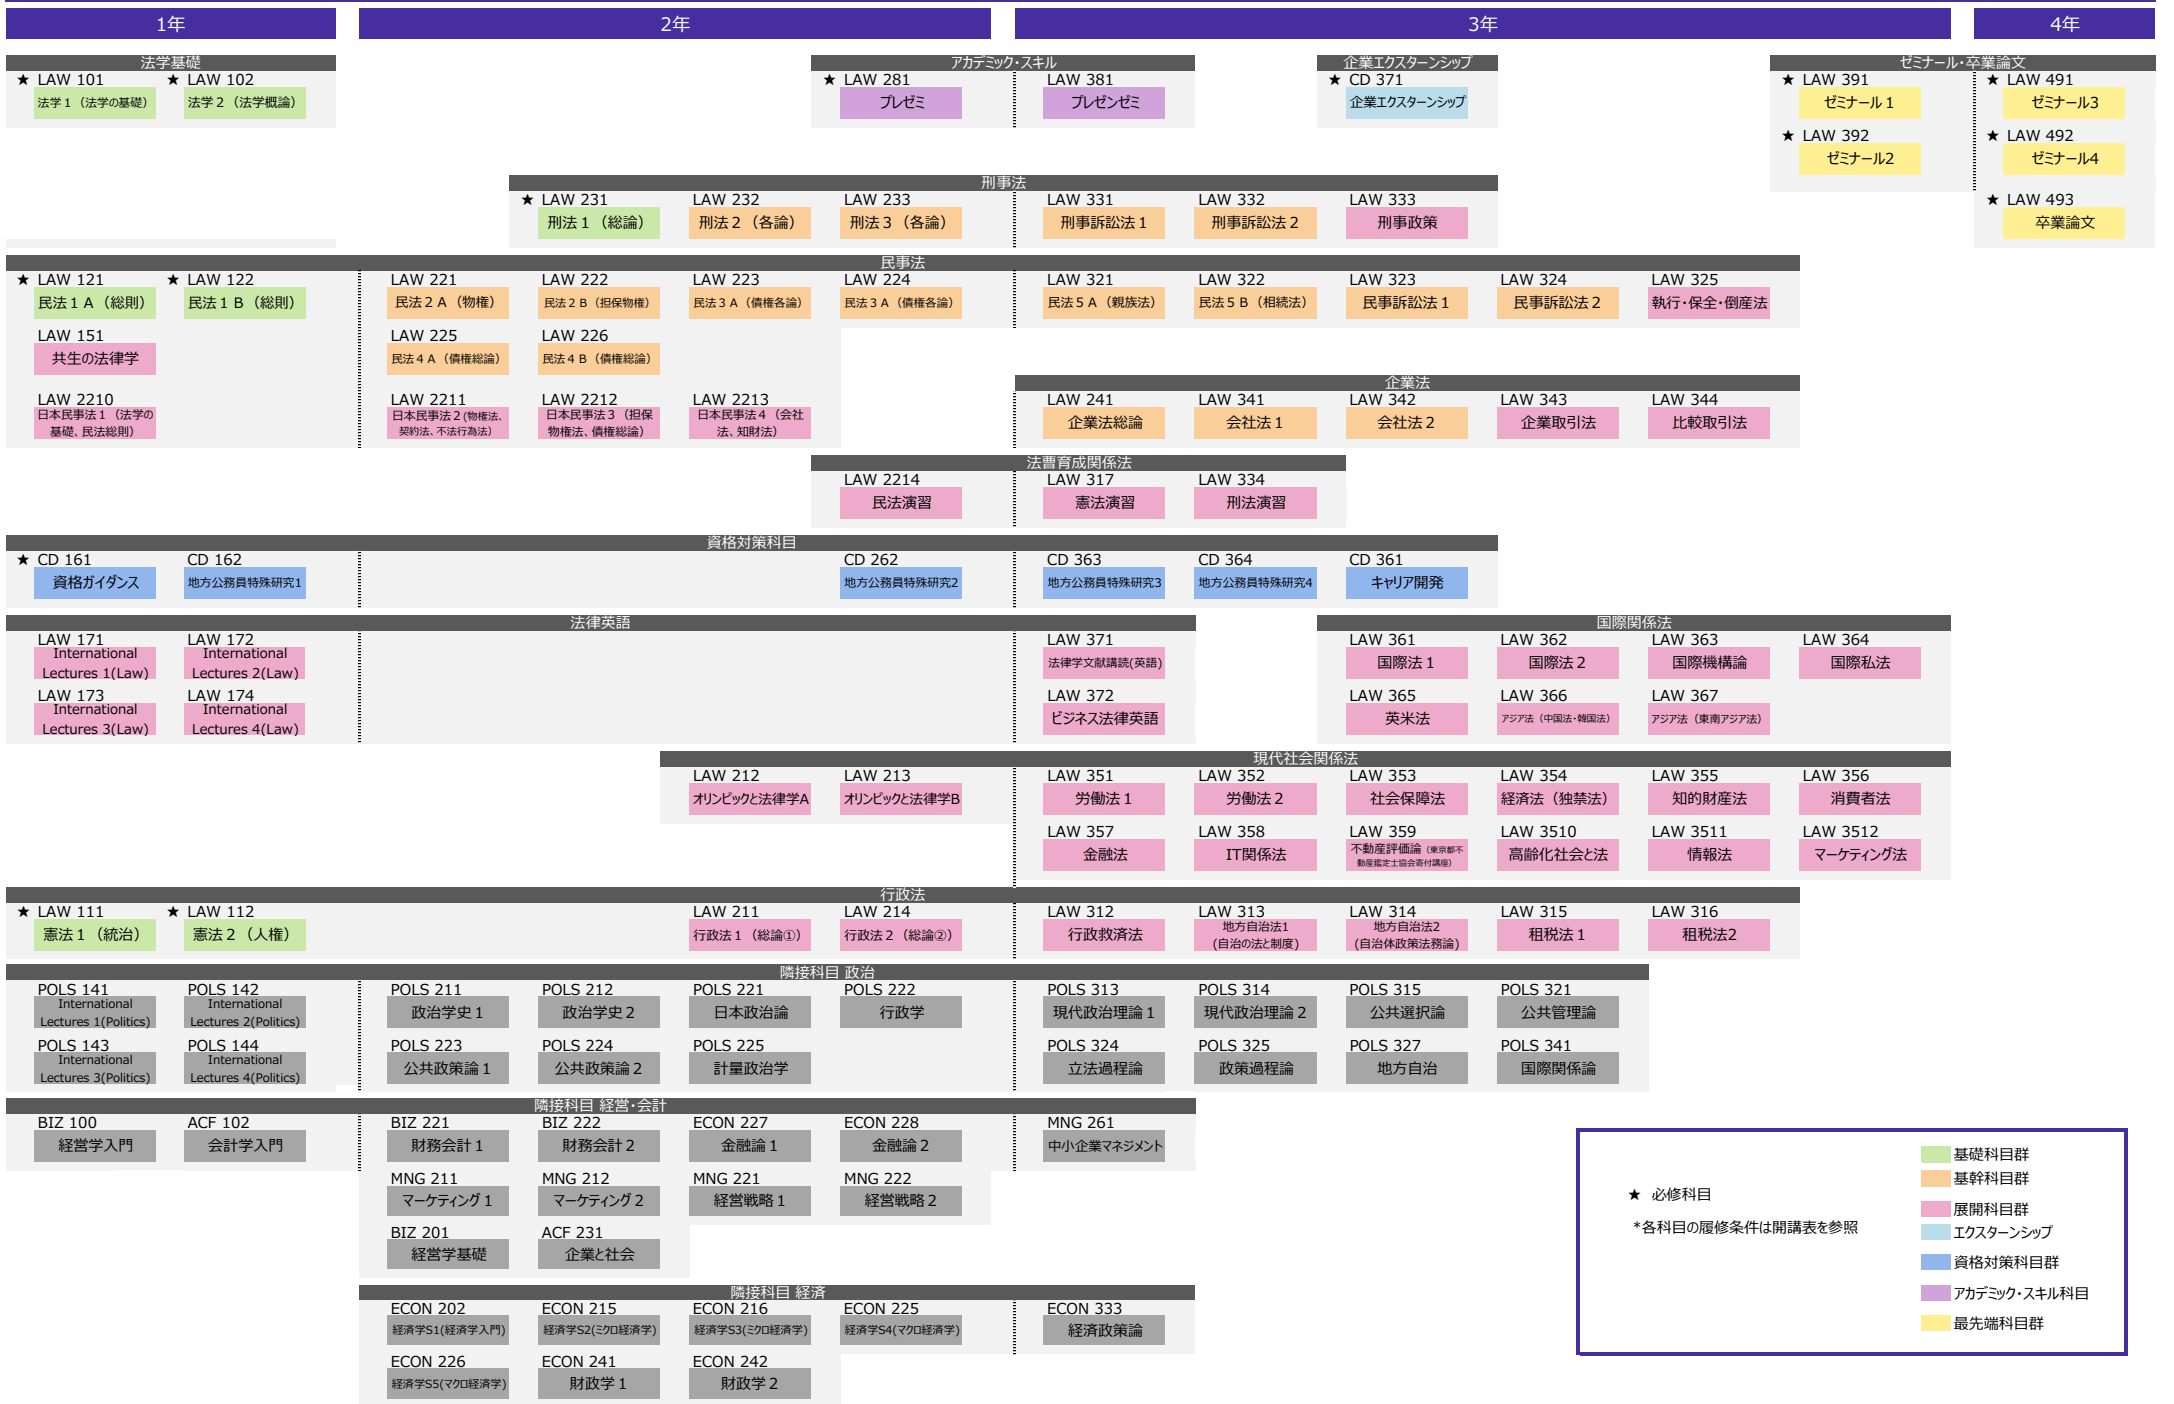 1年 2年 3年 4年
法学基礎 アカデミック・スキル 企業エクスターンシップ ゼミナール・卒業論文
★ LAW 101 ★ LAW 102 ★ LAW 281 LAW 381 ★ CD 371 ★ LAW 391 ★ LAW 491
法学1（法学の基礎） 法学2（法学概論） プレゼミ プレゼンゼミ 企業エクスターンシップ ゼミナール1 ゼミナール3
★ LAW 392 ★ LAW 492
ゼミナール2 ゼミナール4
刑事法
★ LAW 231 LAW 232 LAW 233 LAW 331 LAW 332 LAW 333 ★ LAW 493
刑法1（総論） 刑法2（各論） 刑法3（各論） 刑事訴訟法1 刑事訴訟法2 刑事政策 卒業論文
民事法
★ LAW 121 ★ LAW 122 LAW 221 LAW 222 LAW 223 LAW 224 LAW 321 LAW 322 LAW 323 LAW 324 LAW 325
民法1A（総則） 民法1B（総則） 民法2A（物権） 民法2B（担保物権） 民法3A（債権各論） 民法3A（債権各論） 民法5A（親族法） 民法5B（相続法） 民事訴訟法1 民事訴訟法2 執行・保全・倒産法
LAW 151 LAW 225 LAW 226
共生の法律学 民法4A（債権総論） 民法4B（債権総論）
企業法
LAW 2210 LAW 2211 LAW 2212 LAW 2213 LAW 241 LAW 341 LAW 342 LAW 343 LAW 344
日本民事法1（法学の 日本民事法2(物権法、 日本民事法3（担保 日本民事法4（会社
基礎、民法総則） 契約法、不法行為法） 物権法、債権総論） 法、知財法） 企業法総論 会社法1 会社法2 企業取引法 比較取引法
法曹育成関係法
LAW 2214 LAW 317 LAW 334
民法演習 憲法演習 刑法演習
資格対策科目
★ CD 161 CD 162 CD 262 CD 363 CD 364 CD 361
資格ガイダンス 地方公務員特殊研究1 地方公務員特殊研究2 地方公務員特殊研究3 地方公務員特殊研究4 キャリア開発
法律英語 国際関係法
LAW 171 LAW 172 LAW 371 LAW 361 LAW 362 LAW 363 LAW 364
International International
Lectures 1(Law) Lectures 2(Law) 法律学文献講読(英語) 国際法1 国際法2 国際機構論 国際私法
LAW 173 LAW 174 LAW 372 LAW 365 LAW 366 LAW 367
International International
Lectures 3(Law) Lectures 4(Law) ビジネス法律英語 英米法 アジア法（中国法・韓国法） アジア法（東南アジア法）
現代社会関係法
LAW 212 LAW 213 LAW 351 LAW 352 LAW 353 LAW 354 LAW 355 LAW 356
オリンピックと法律学A オリンピックと法律学B 労働法1 労働法2 社会保障法 経済法（独禁法） 知的財産法 消費者法
LAW 357 LAW 358 LAW 359 LAW 3510 LAW 3511 LAW 3512
金融法 IT関係法 不動産評価論（東京都不 高齢化社会と法 情報法 マーケティング法
動産鑑定士協会寄付講座）
行政法
★ LAW 111 ★ LAW 112 LAW 211 LAW 214 LAW 312 LAW 313 LAW 314 LAW 315 LAW 316
憲法1（統治） 憲法2（人権） 行政法1（総論①） 行政法2（総論②） 行政救済法 地方自治法1 地方自治法2 租税法1 租税法2
(自治の法と制度) (自治体政策法務論)
隣接科目 政治
POLS 141 POLS 142 POLS 211 POLS 212 POLS 221 POLS 222 POLS 313 POLS 314 POLS 315 POLS 321
International International
Lectures 1(Politics) Lectures 2(Politics) 政治学史1 政治学史2 日本政治論 行政学 現代政治理論1 現代政治理論2 公共選択論 公共管理論
POLS 143 POLS 144 POLS 223 POLS 224 POLS 225 POLS 324 POLS 325 POLS 327 POLS 341
International International
Lectures 3(Politics) Lectures 4(Politics) 公共政策論1 公共政策論2 計量政治学 立法過程論 政策過程論 地方自治 国際関係論
隣接科目 経営・会計
BIZ 100 ACF 102 BIZ 221 BIZ 222 ECON 227 ECON 228 MNG 261
経営学入門 会計学入門 財務会計1 財務会計2 金融論1 金融論2 中小企業マネジメント
MNG 211 MNG 212 MNG 221 MNG 222
マーケティング1 マーケティング2 経営戦略1 経営戦略2
BIZ 201 ACF 231
経営学基礎 企業と社会
隣接科目 経済
ECON 202 ECON 215 ECON 216 ECON 225 ECON 333
経済学S1(経済学入門) 経済学S2(ミクロ経済学) 経済学S3(ミクロ経済学) 経済学S4(マクロ経済学) 経済政策論
ECON 226 ECON 241 ECON 242
経済学S5(マクロ経済学) 財政学1 財政学2
★ 必修科目
*各科目の履修条件は開講表を参照
基礎科目群
基幹科目群
展開科目群
エクスターンシップ
資格対策科目群
アカデミック・スキル科目
最先端科目群